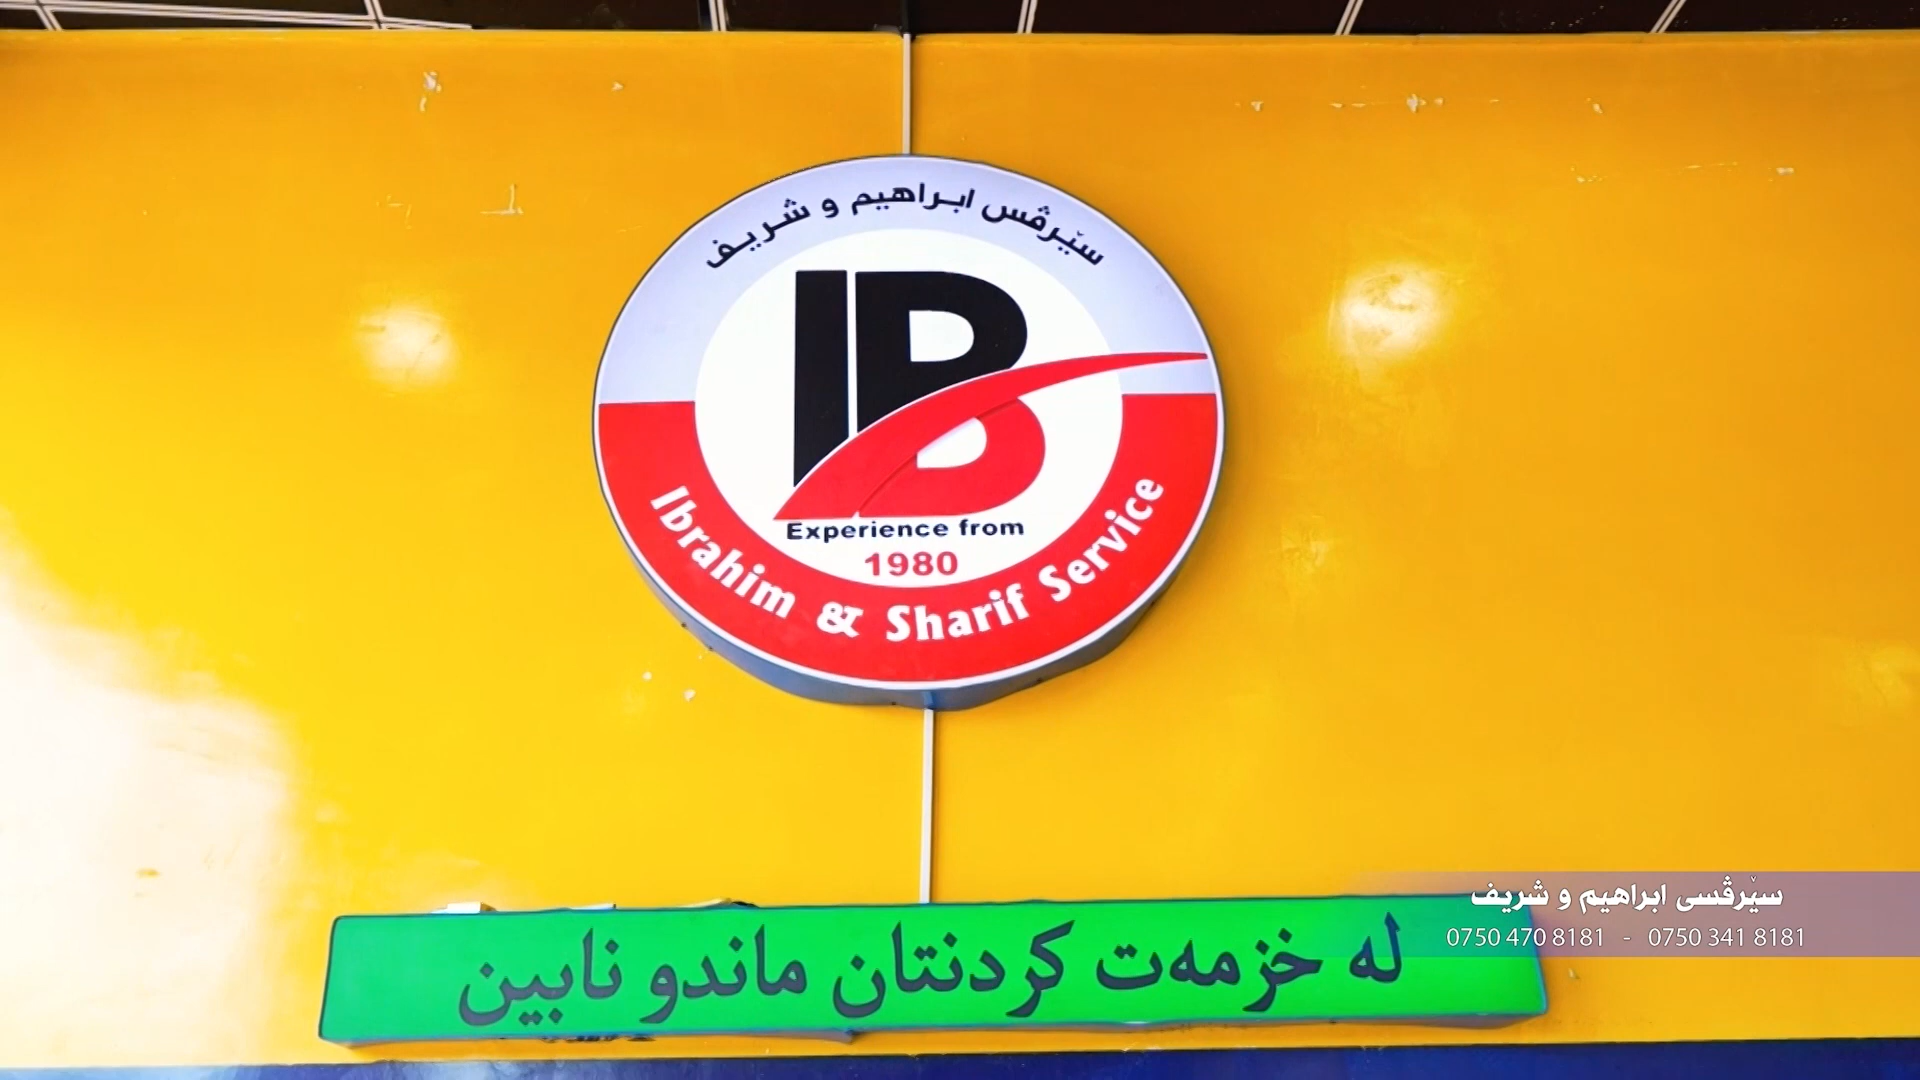 سێرڤس ابراهیم و شریف
IB
Experience from
1980
Ibrahim & Sharif Service
لە خزمەت کردنتان ماندو نابین
سێرڤسی ابراهیم و شریف
0750 470 8181 - 0750 341 8181